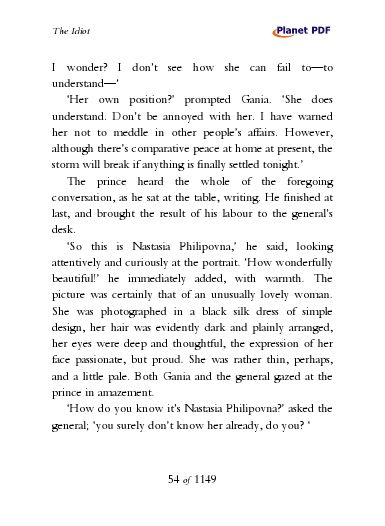 The Idiot
Planet PDF
I wonder? I don't see how she can fail to—to
understand—'
'Her own position?' prompted Gania. 'She does
understand. Don't be annoyed with her. I have warned
her not to meddle in other people's affairs. However,
although there's comparative peace at home at present, the
storm will break if anything is finally settled tonight.'
The prince heard the whole of the foregoing
conversation, as he sat at the table, writing. He finished at
last, and brought the result of his labour to the general's
desk.
'So this is Nastasia Philipovna,' he said, looking
attentively and curiously at the portrait. 'How wonderfully
beautiful!' he immediately added, with warmth. The
picture was certainly that of an unusually lovely woman.
She was photographed in a black silk dress of simple
design, her hair was evidently dark and plainly arranged,
her eyes were deep and thoughtful, the expression of her
face passionate, but proud. She was rather thin, perhaps,
and a little pale. Both Gania and the general gazed at the
prince in amazement.
'How do you know it's Nastasia Philipovna?' asked the
general; 'you surely don't know her already, do you? '
54 of 1149